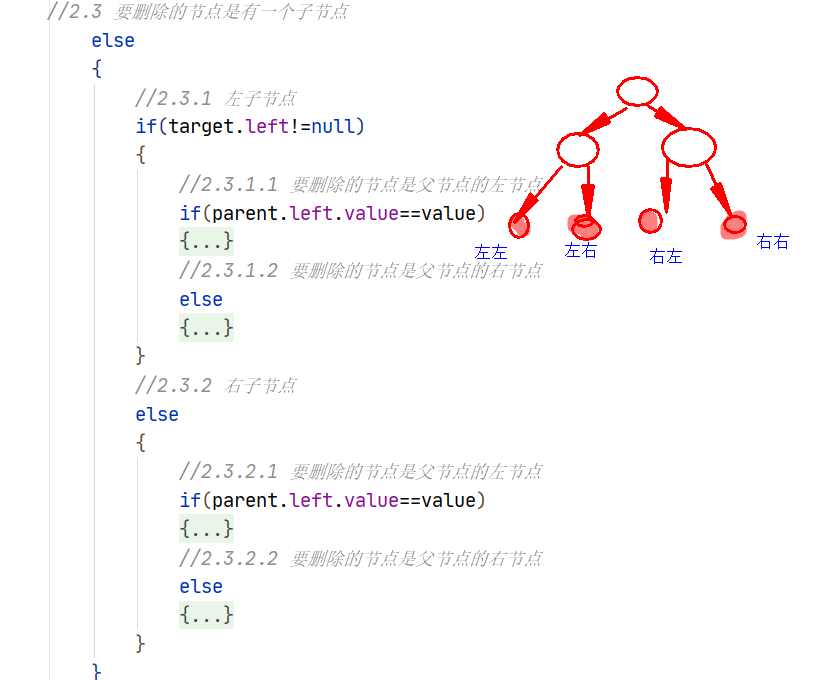 //2.3 要删除的节点是有一个子节点
else
{
//2.3.1 左子节点
if(target.left!=null)
{
//2.3.1.1 要删除的节点是父节点的左节点
if(parent.left.value==value)
{...}
//2.3.1.2 要删除的节点是父节点的右节点
else
{...}
}
//2.3.2 右子节点
else
{
//2.3.2.1 要删除的节点是父节点的左节点
if(parent.left.value==value)
{...}
//2.3.2.2 要删除的节点是父节点的右节点
else
{...}
}
}
左左
左右
右左
右右